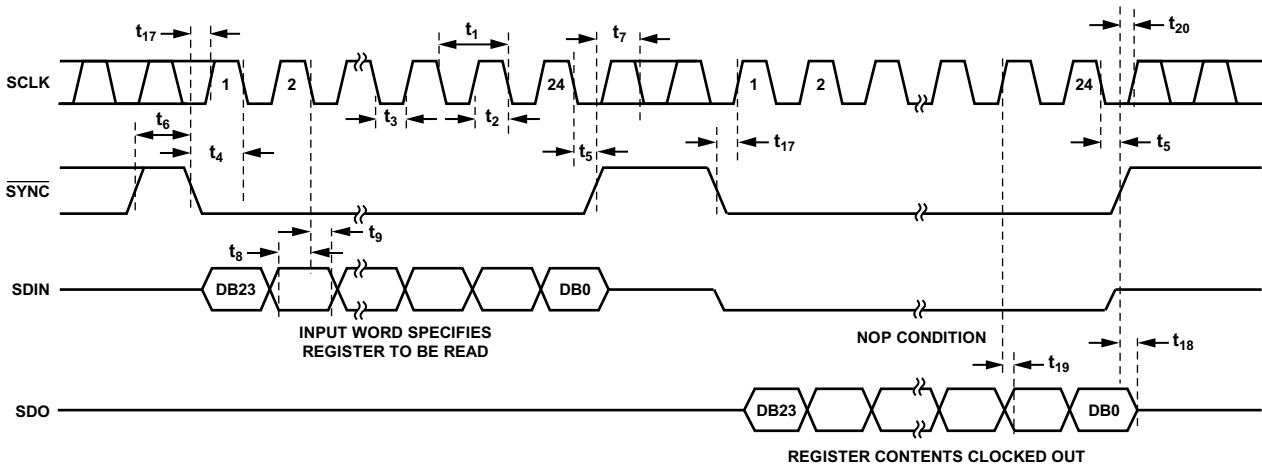 t17
t1
t7
t20
SCLK
1
2
24
1
2
24
t3
t2
t6
t4
t5
t17
t5
SYNC
t9
t8
SDIN
DB23
DB0
INPUT WORD SPECIFIES
REGISTER TO BE READ
NOP CONDITION
t18
t19
SDO
DB23
DB0
REGISTER CONTENTS CLOCKED OUT